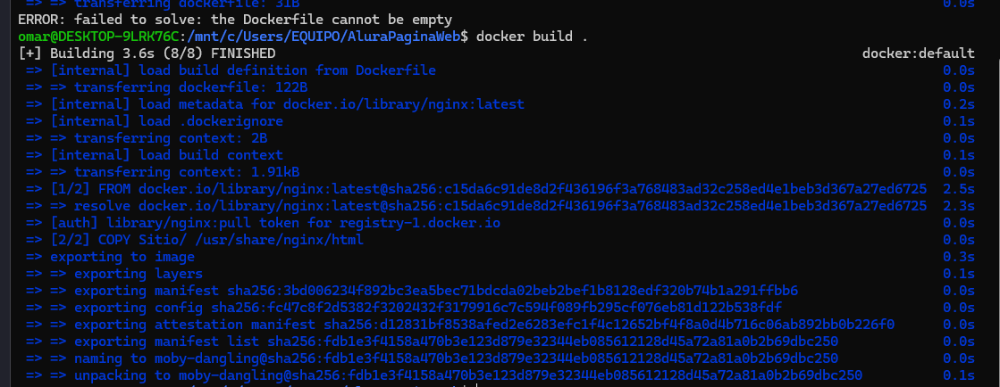 => => transferring dockerfile: 31B 0.0s
ERROR: failed to solve: the Dockerfile cannot be empty
omar@DESKTOP-9LRK76C:/mnt/c/Users/EQUIPO/AluraPaginaWeb$ docker build .
[+] Building 3.6s (8/8) FINISHED docker:default
=> [internal] load build definition from Dockerfile 0.0s
=> => transferring dockerfile: 122B 0.0s
=> [internal] load metadata for docker.io/library/nginx:latest 0.2s
=> [internal] load .dockerignore 0.1s
=> => transferring context: 2B 0.0s
=> [internal] load build context 0.1s
=> => transferring context: 1.91kB 0.0s
=> [1/2] FROM docker.io/library/nginx:latest@sha256:c15da6c91de8d2f436196f3a768483ad32c258ed4e1beb3d367a27ed6725 2.5s
=> => resolve docker.io/library/nginx:latest@sha256:c15da6c91de8d2f436196f3a768483ad32c258ed4e1beb3d367a27ed6725 2.3s
=> [auth] library/nginx:pull token for registry-1.docker.io 0.0s
=> [2/2] COPY Sitio/ /usr/share/nginx/html 0.0s
=> exporting to image 0.3s
=> => exporting layers 0.1s
=> => exporting manifest sha256:3bd006234f892bc3ea5bec71bdcda02beb2bef1b8128edf320b74b1a291ffbb6 0.0s
=> => exporting config sha256:fc47c8f2d5382f3202432f3179916c7c594f089fb295cf076eb81d122b538fdf 0.0s
=> => exporting attestation manifest sha256:d12831bf8538afed2e6283efc1f4c12652bf4f8a0d4b716c06ab892bb0b226f0 0.0s
=> => exporting manifest list sha256:fdb1e3f4158a470b3e123d879e32344eb085612128d45a72a81a0b2b69dbc250 0.0s
=> => naming to moby-dangling@sha256:fdb1e3f4158a470b3e123d879e32344eb085612128d45a72a81a0b2b69dbc250 0.0s
=> => unpacking to moby-dangling@sha256:fdb1e3f4158a470b3e123d879e32344eb085612128d45a72a81a0b2b69dbc250 0.1s